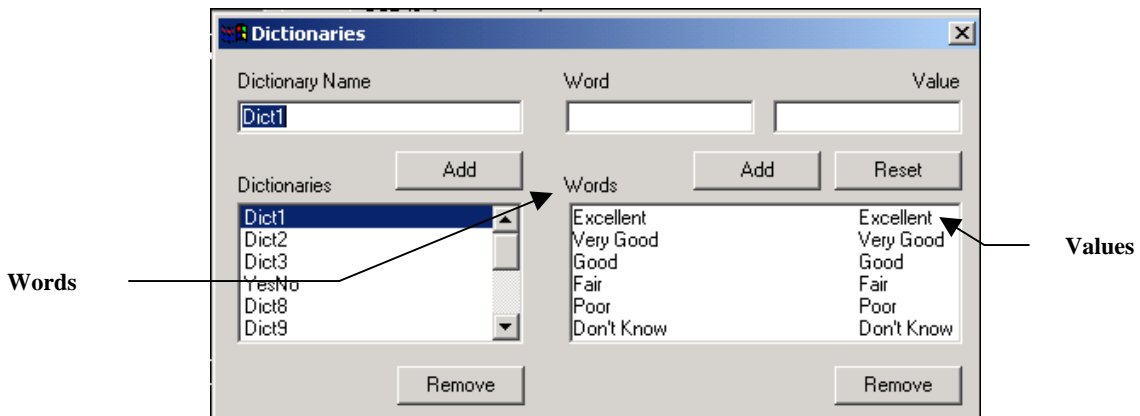 Dictionaries
Dictionary Name
Word
Value
Dict1
Add
Add
Reset
Dictionaries
Words
Dict1
Dict2
Dict3
YesNo
Dict8
Dict9
Excellent Excellent
Very Good Very Good
Good Good
Fair Fair
Poor Poor
Don't Know Don't Know
Remove
Remove
Words
Values